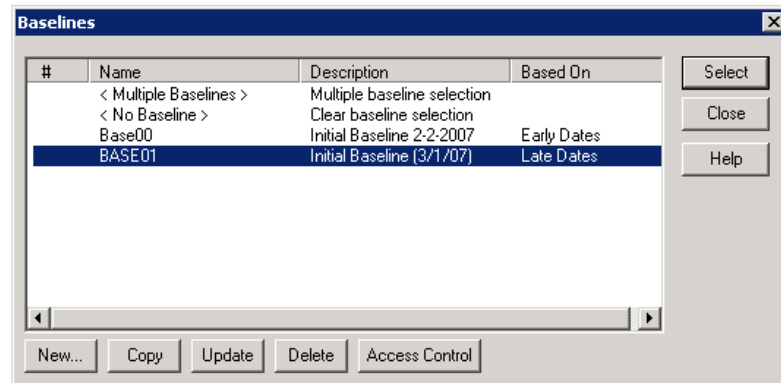 Baselines
# Name Description Based On
< Multiple Baselines > Multiple baseline selection
< No Baseline > Clear baseline selection
Base00 Initial Baseline 2-2-2007 Early Dates
BASE01 Initial Baseline (3/1/07) Late Dates
Select
Close
Help
New... Copy Update Delete Access Control